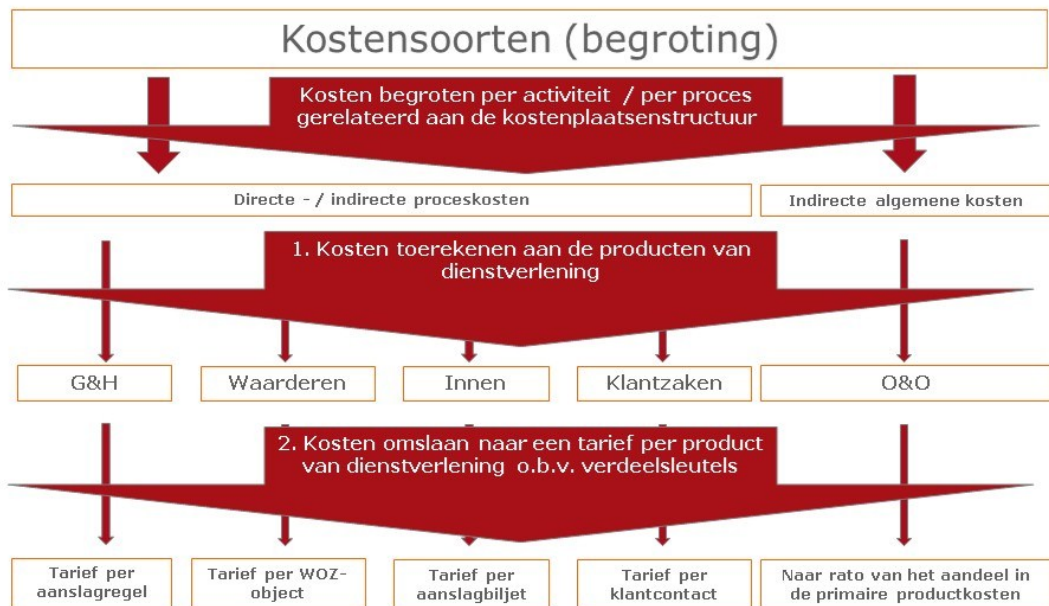 Kostensoorten (begroting)
Kosten begroten per activiteit / per proces
gerelateerd aan de kostenplaatsenstructuur
Directe - / indirecte proceskosten
Indirecte algemene kosten
1. Kosten toerekenen aan de producten van
dienstverlening
G&H
Waarderen
Innen
Klantzaken
O&O
2. Kosten omslaan naar een tarief per product
van dienstverlening o.b.v. verdeelsleutels
Tarief per
aanslagregel
Tarief per WOZ-
object
Tarief per
aanslagbiljet
Tarief per
klantcontact
Naar rato van het aandeel in
de primaire productkosten